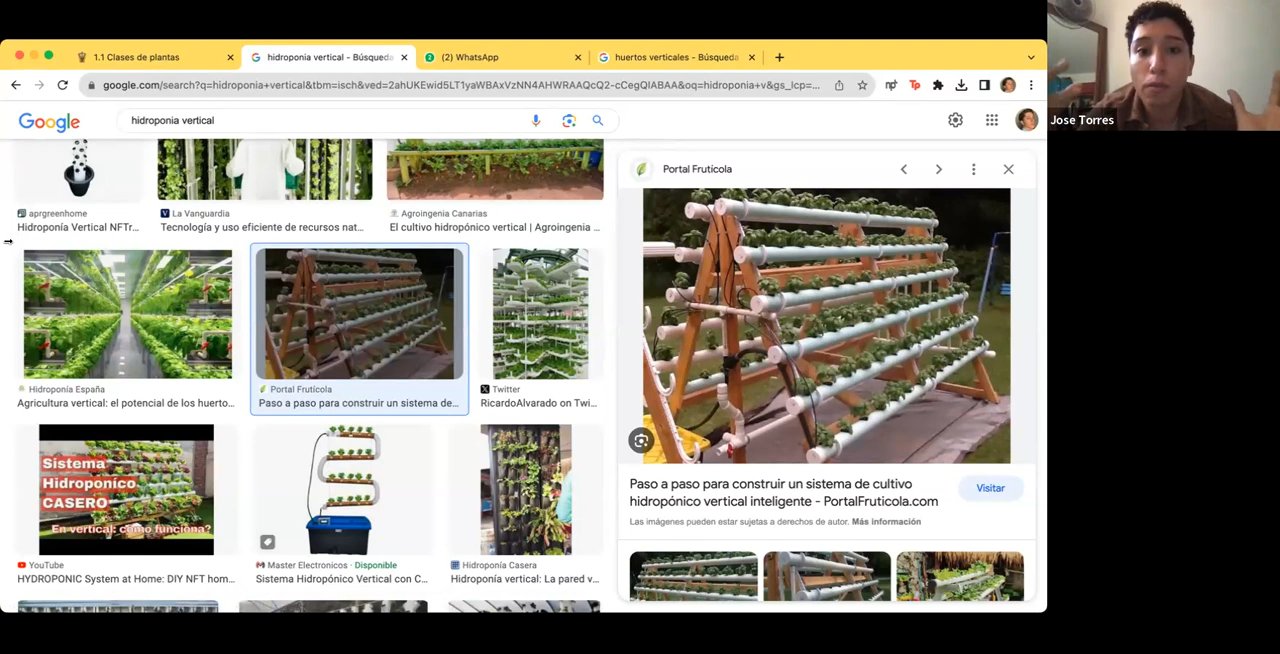 1.1 Clases de plantas
hidroponia vertical - Búsqueda
(2) WhatsApp
huertos verticales - Búsqueda
google.com/search?q=hidroponia+vertical&tbm=isch&ved=2ahUKEwid5LT1yaWBAxVzNN4AHWRAAQcQ2-cCegQIABAA&oq=hidroponia+v&gs_lcp=...
Google
hidroponia vertical
Jose Torres
aprgreenhome
Hidroponía Vertical NFTr...
La Vanguardia
Tecnología y uso eficiente de recursos nat...
Agroingenia Canarias
El cultivo hidropónico vertical | Agroingenia ...
Hidroponía España
Agricultura vertical: el potencial de los huerto...
Portal Frutícola
Paso a paso para construir un sistema de...
Twitter
RicardoAlvarado on Twi...
Sistema
Hidroponico
CASERO
En vertical: cómo funciona?
YouTube
HYDROPONIC System at Home: DIY NFT hom...
Master Electronicos · Disponible
Sistema Hidropónico Vertical con C...
Hidroponía Casera
Hidroponía vertical: La pared v...
Portal Frutícola
Paso a paso para construir un sistema de cultivo
hidropónico vertical inteligente - PortalFruticola.com
Visitar
Las imágenes pueden estar sujetas a derechos de autor. Más información